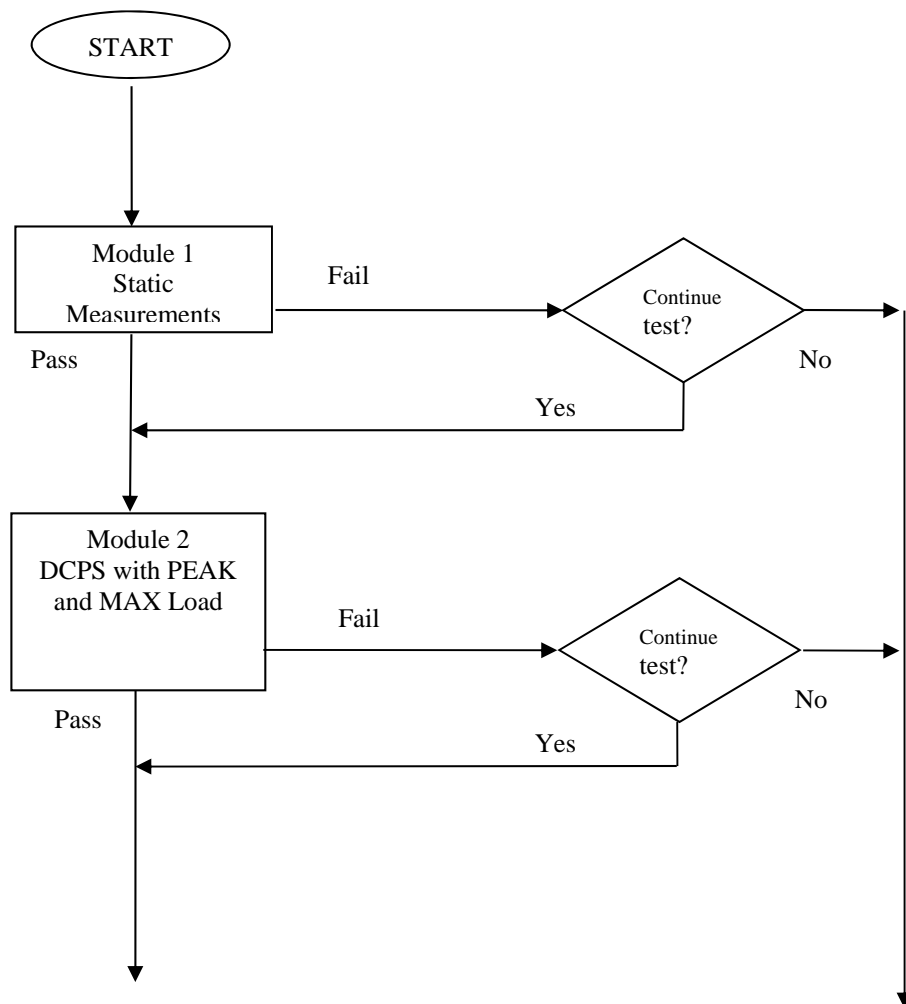 START
Module 1
Static
Measurements
Fail
Continue
test?
Pass
No
Yes
Module 2
DCPS with PEAK
and MAX Load
Fail
Continue
test?
Pass
No
Yes